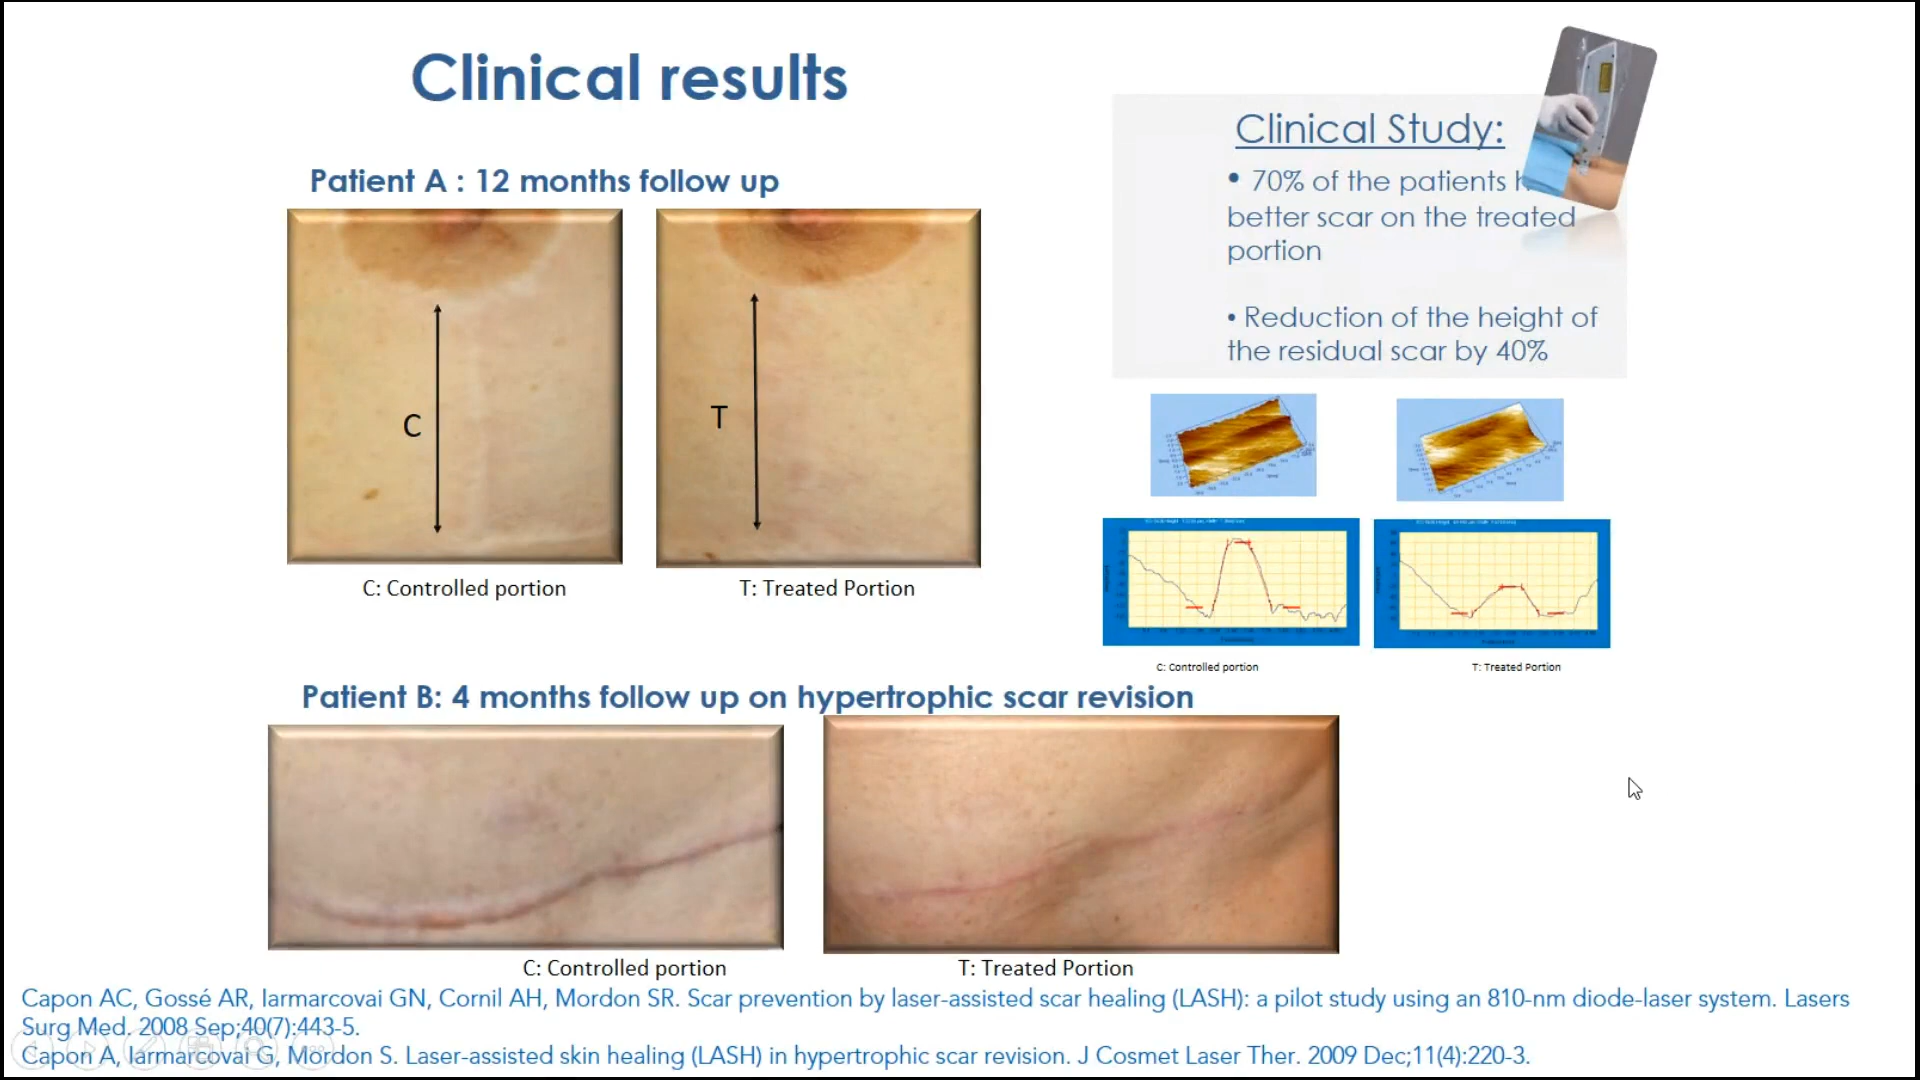 Clinical results
Patient A : 12 months follow up
C
T
C: Controlled portion
T: Treated Portion
Clinical Study:
• 70% of the patients
better scar on the treated
portion
• Reduction of the height of
the residual scar by 40%
C: Controlled portion
T: Treated Portion
Patient B: 4 months follow up on hypertrophic scar revision
C: Controlled portion
T: Treated Portion
Capon AC, Gossé AR, Iarmarcovai GN, Cornil AH, Mordon SR. Scar prevention by laser-assisted scar healing (LASH): a pilot study using an 810-nm diode-laser system. Lasers
Surg Med. 2008 Sep;40(7):443-5.
Capon A, Iarmarcovai G, Mordon S. Laser-assisted skin healing (LASH) in hypertrophic scar revision. J Cosmet Laser Ther. 2009 Dec;11(4):220-3.